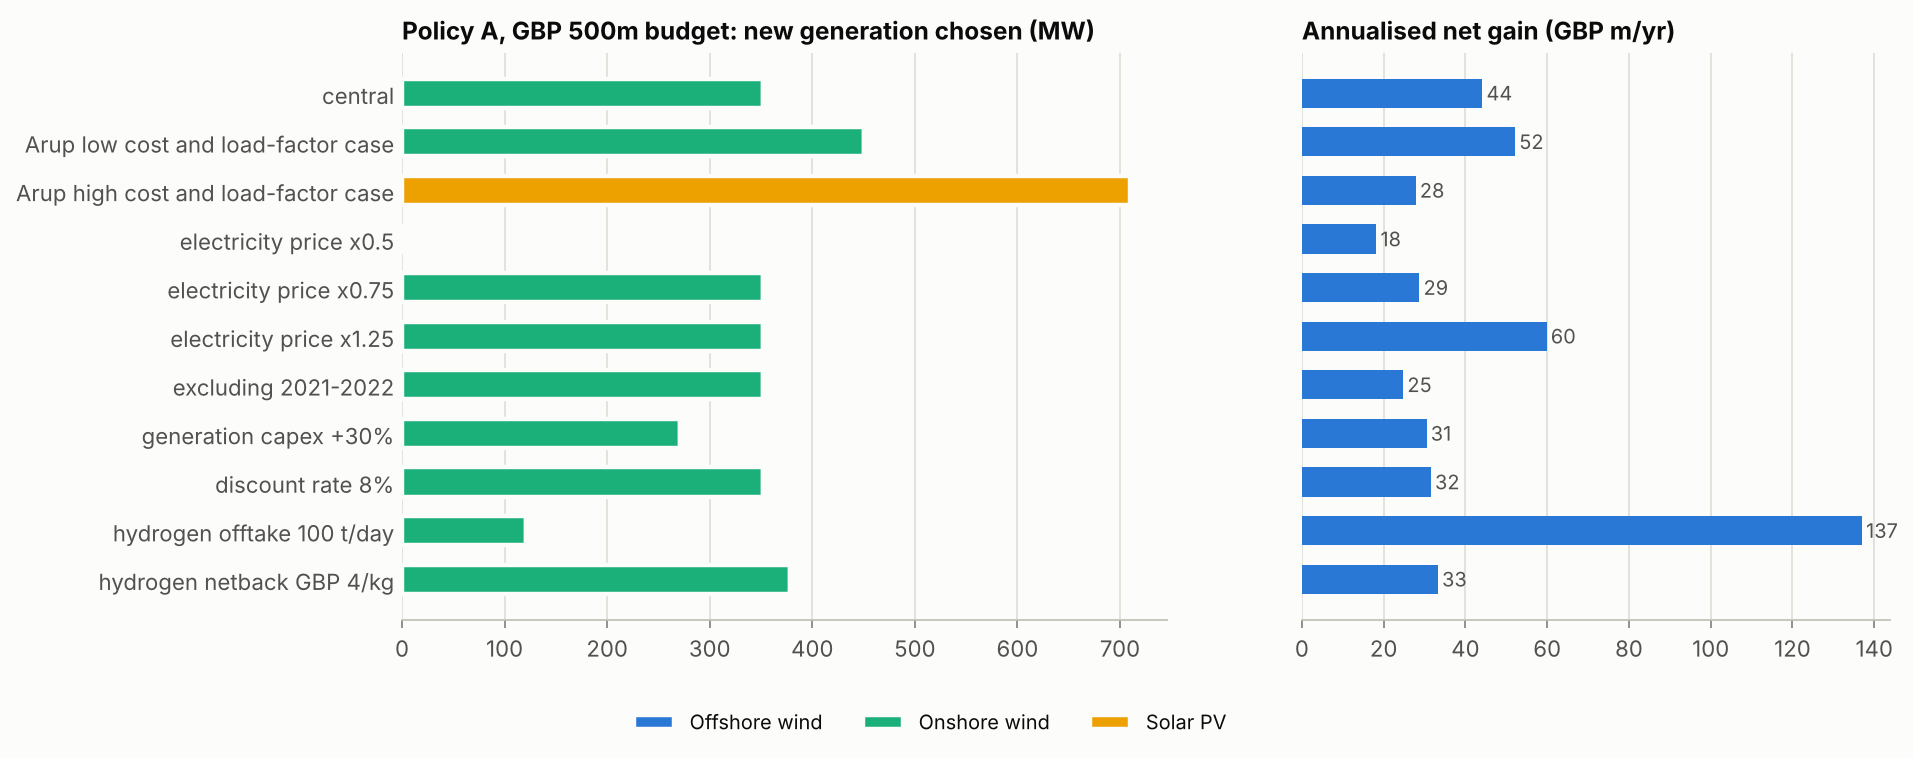 Policy A, GBP 500m budget: new generation chosen (MW)
Annualised net gain (GBP m/yr)
central
44
Arup low cost and load-factor case
52
Arup high cost and load-factor case
28
electricity price x0.5
18
electricity price x0.75
29
electricity price x1.25
60
excluding 2021-2022
25
generation capex +30%
31
discount rate 8%
32
hydrogen offtake 100 t/day
137
hydrogen netback GBP 4/kg
33
0 100 200 300 400 500 600 700
0 20 40 60 80 100 120 140
Offshore wind Onshore wind Solar PV